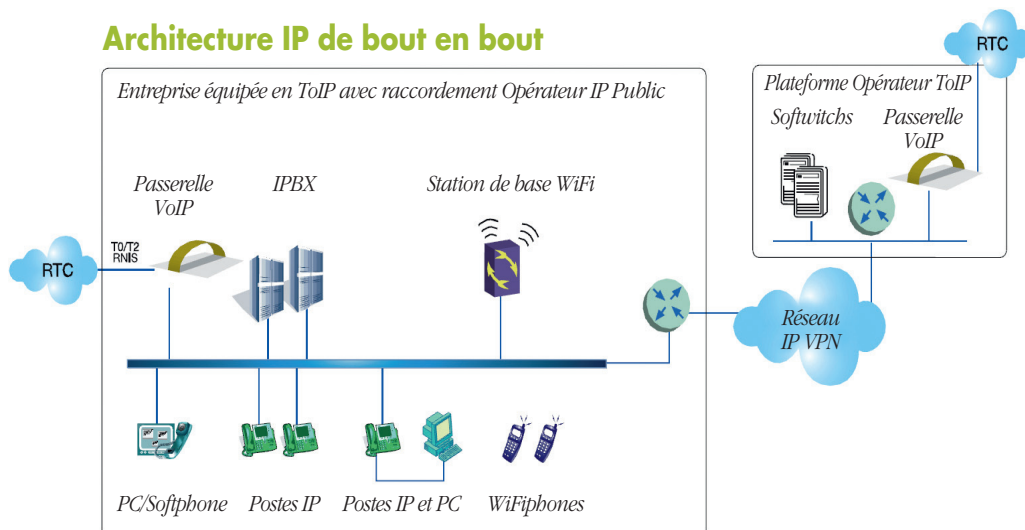 Architecture IP de bout en bout
RTC
Entreprise équipée en ToIP avec raccordement Opérateur IP Public
Plateforme Opérateur ToIP
Softwitchs
Passerelle
VoIP
Passerelle
VoIP
IPBX
Station de base WiFi
T0/T2
RNIS
RTC
Réseau
IP VPN
PC/Softphone
Postes IP
Postes IP et PC
WiFiphones